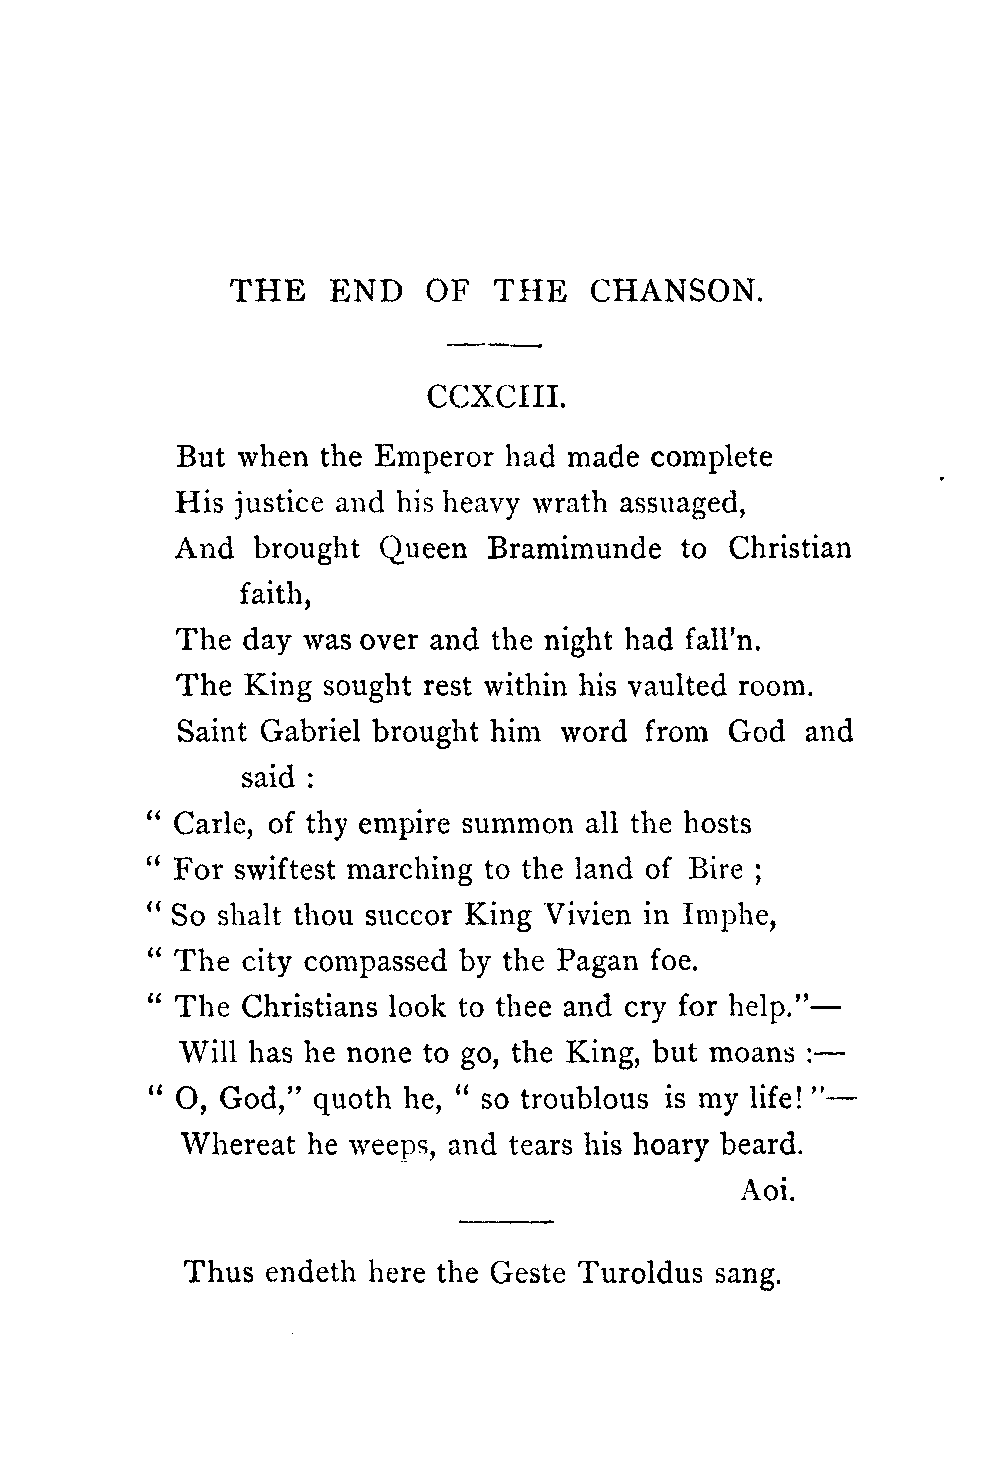 THE END OF THE CHANSON.
CCXCIII.
But when the Emperor had made complete
His justice and his heavy wrath assuaged,
And brought Queen Bramimunde to Christian
faith,
The day was over and the night had fall'n.
The King sought rest within his vaulted room.
Saint Gabriel brought him word from God and
said :
“ Carle, of thy empire summon all the hosts
“ For swiftest marching to the land of Bire ;
“ So shalt thou succor King Vivien in Imphe,
“ The city compassed by the Pagan foe.
“ The Christians look to thee and cry for help.”—
Will has he none to go, the King, but moans :—
“ O, God,” quoth he, “ so troublous is my life! ”—
Whereat he weeps, and tears his hoary beard.
Aoi.
Thus endeth here the Geste Turoldus sang.